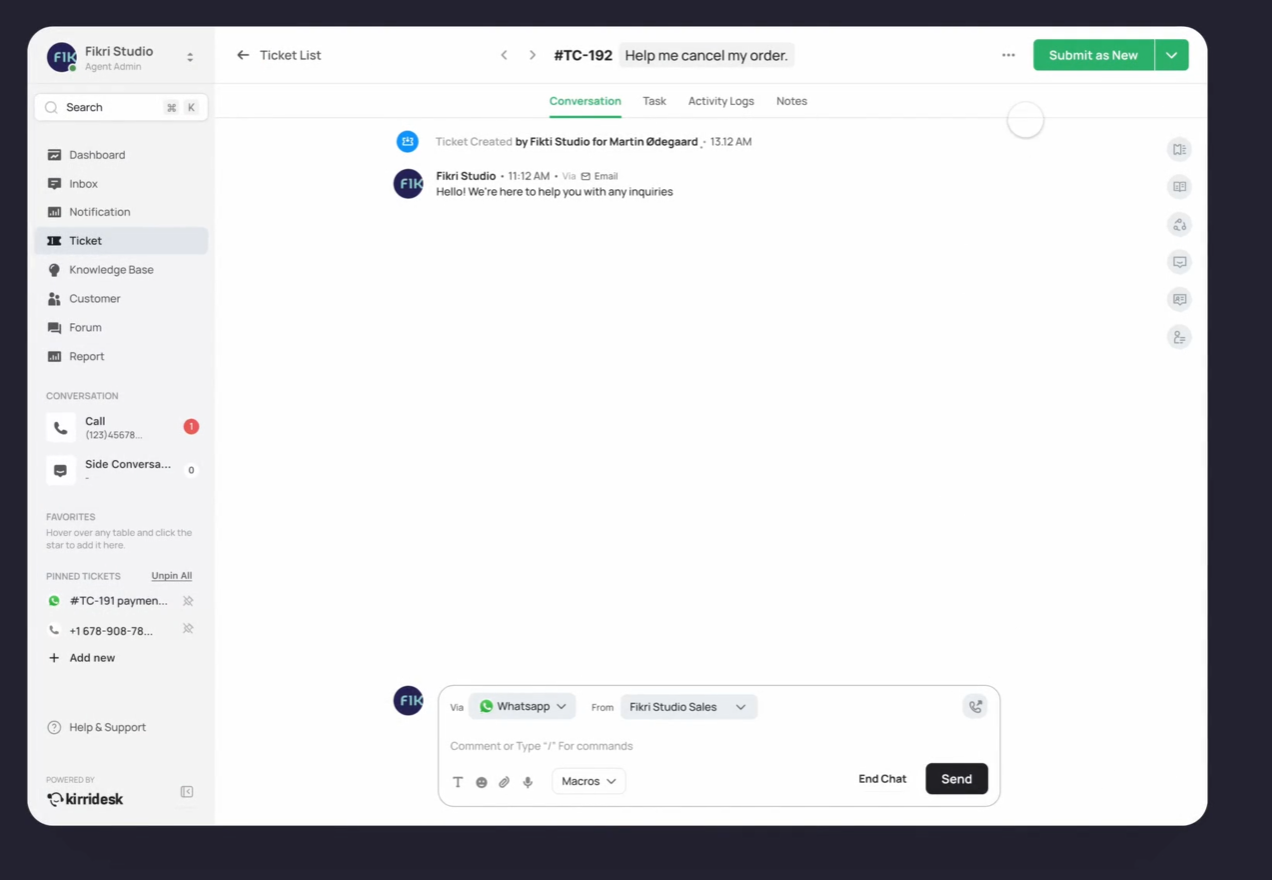 Fikri Studio
Agent Admin
Search ⌘ K
Dashboard
Inbox
Notification
Ticket
Knowledge Base
Customer
Forum
Report
CONVERSATION
Call
(123)45678...
1
Side Conversa...
-
0
FAVORITES
Hover over any table and click the
star to add it here.
PINNED TICKETS Unpin All
#TC-191 paymen...
+1 678-908-78...
Add new
Help & Support
POWERED BY
kirridesk
Ticket List
#TC-192 Help me cancel my order.
Submit as New
Conversation Task Activity Logs Notes
Ticket Created by Fikti Studio for Martin Ødegaard - 13.12 AM
F1K
Fikri Studio • 11:12 AM • Via Email
Hello! We're here to help you with any inquiries
F1K
Via Whatsapp From Fikri Studio Sales
Comment or Type "/" For commands
Macros
End Chat Send